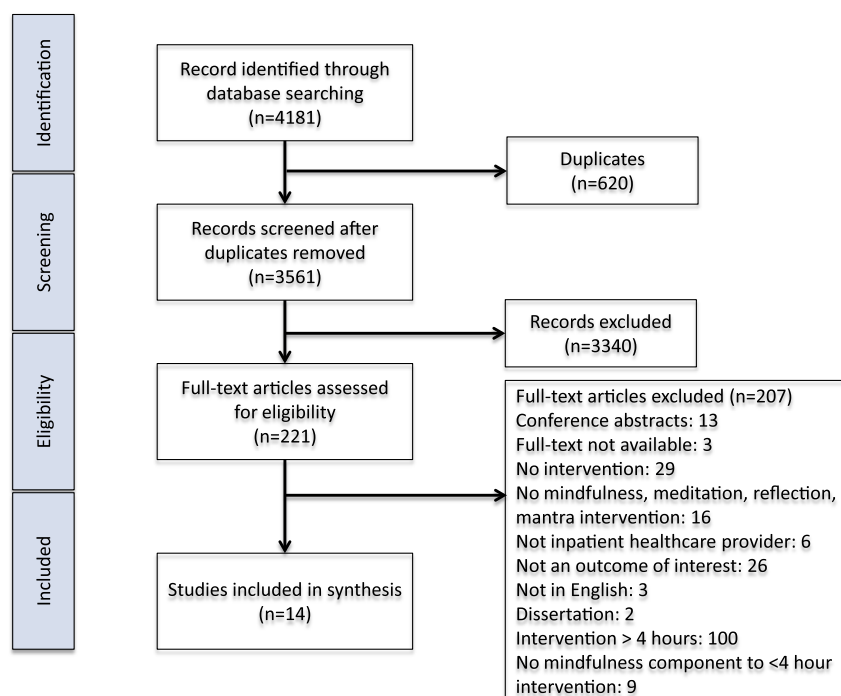 Identification
Record identified through
database searching
(n=4181)
Duplicates
(n=620)
Screening
Records screened after
duplicates removed
(n=3561)
Records excluded
(n=3340)
Eligibility
Full-text articles assessed
for eligibility
(n=221)
Full-text articles excluded (n=207)
Conference abstracts: 13
Full-text not available: 3
No intervention: 29
No mindfulness, meditation, reflection,
mantra intervention: 16
Not inpatient healthcare provider: 6
Not an outcome of interest: 26
Not in English: 3
Dissertation: 2
Intervention > 4 hours: 100
No mindfulness component to <4 hour
intervention: 9
Included
Studies included in synthesis
(n=14)